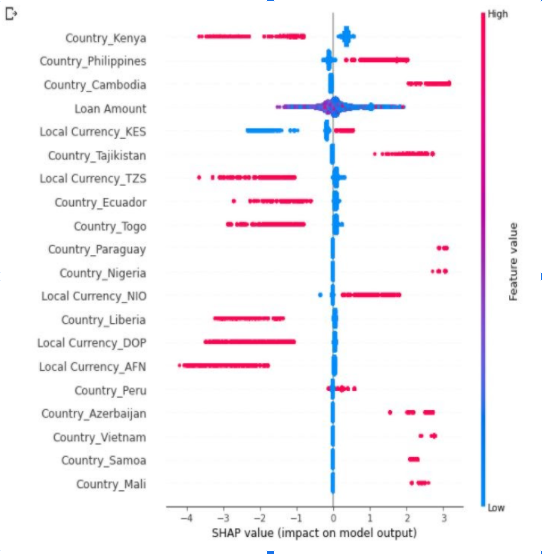 High
Country_Kenya
Country_Philippines
Country_Cambodia
Loan Amount
Local Currency_KES
Country_Tajikistan
Local Currency_TZS
Country_Ecuador
Country_Togo
Country_Paraguay
Country_Nigeria
Local Currency_NIO
Country_Liberia
Local Currency_DOP
Local Currency_AFN
Country_Peru
Country_Azerbaijan
Country_Vietnam
Country_Samoa
Country_Mali
Feature value
Low
−4 −3 −2 −1 0 1 2 3
SHAP value (impact on model output)